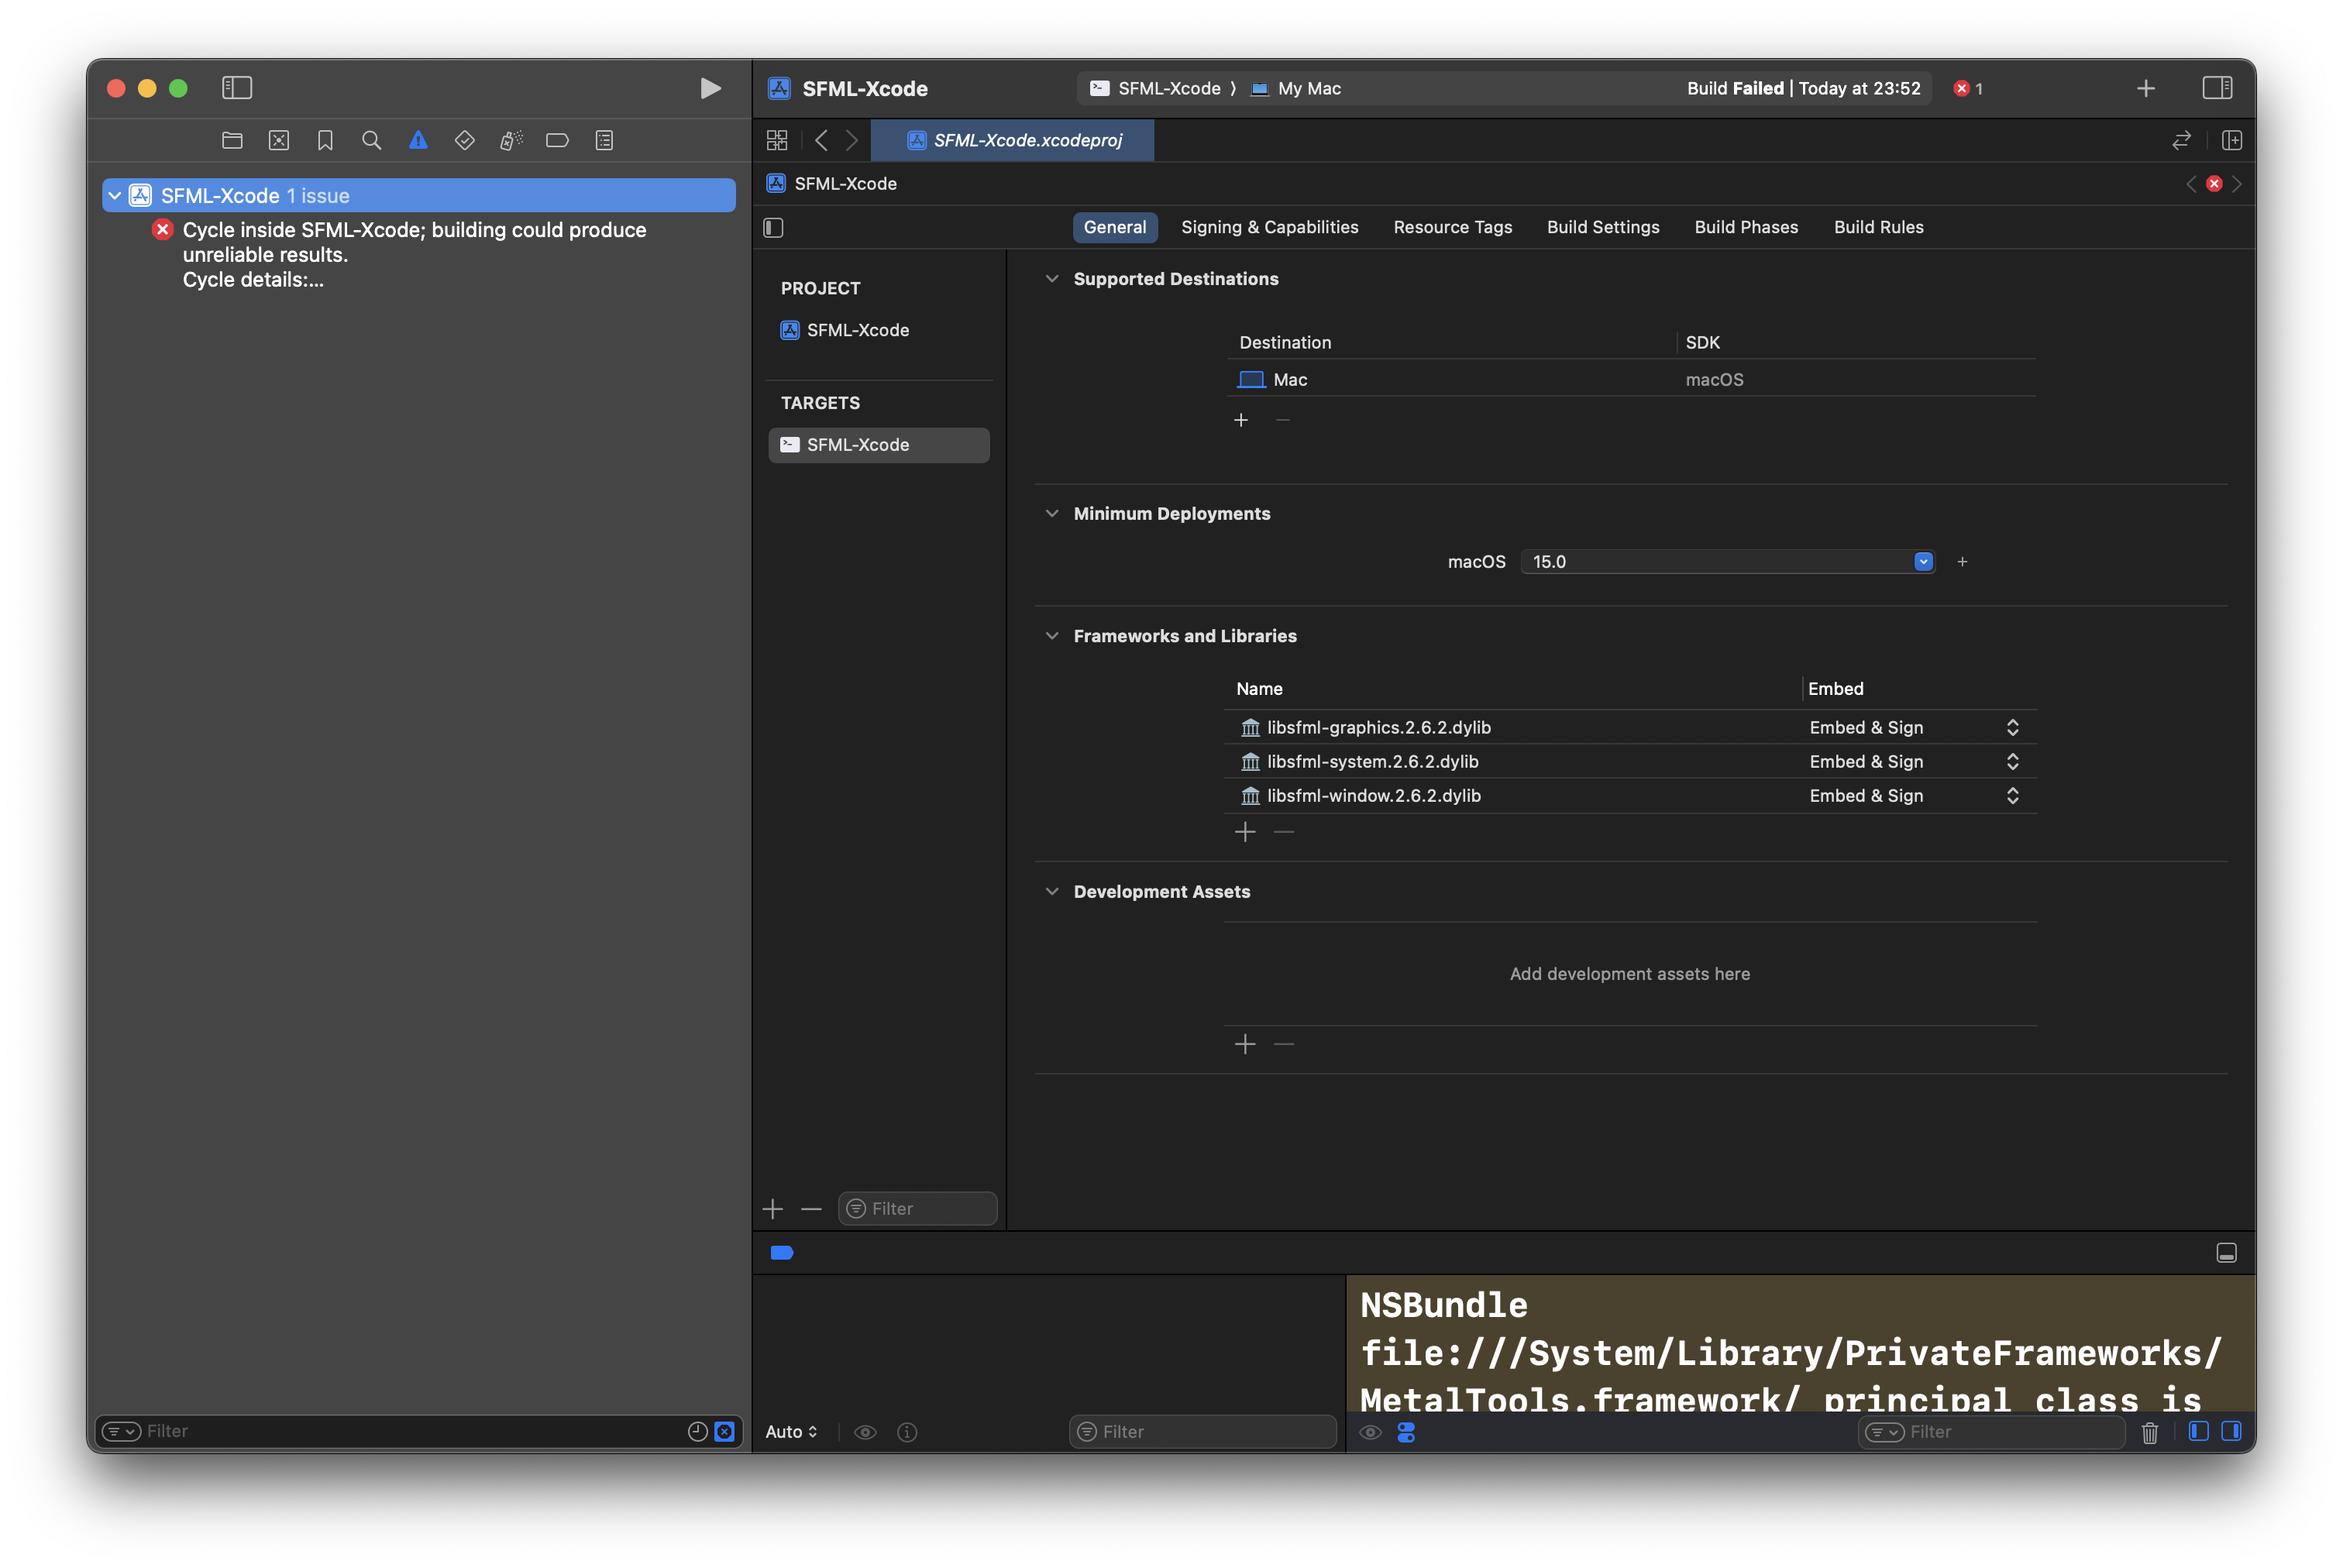 SFML-Xcode
SFML-Xcode
My Mac
Build Failed | Today at 23:52
1
SFML-Xcode 1 issue
Cycle inside SFML-Xcode; building could produce
unreliable results.
Cycle details:...
SFML-Xcode.xcodeproj
SFML-Xcode
General
Signing & Capabilities
Resource Tags
Build Settings
Build Phases
Build Rules
PROJECT
SFML-Xcode
TARGETS
SFML-Xcode
Supported Destinations
Destination
SDK
Mac
macOS
Minimum Deployments
macOS
15.0
Frameworks and Libraries
Name
Embed
libsfml-graphics.2.6.2.dylib
Embed & Sign
libsfml-system.2.6.2.dylib
Embed & Sign
libsfml-window.2.6.2.dylib
Embed & Sign
Development Assets
Add development assets here
Filter
NSBundle
file:///System/Library/PrivateFrameworks/
MetalTools.framework/ principal class is
Filter
Auto
Filter
Filter